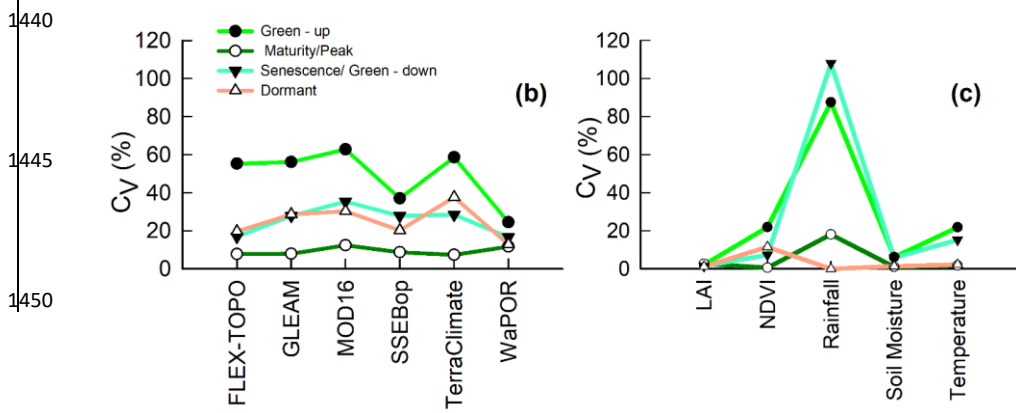 1440
1445
1450
Green - up
Maturity/Peak
Senescence/ Green - down
Dormant
(b)
120
100
80
60
40
20
0
Cv (%)
FLEX-TOPO
GLEAM
MOD16
SSEBop
TerraClimate
WaPOR
(c)
120
100
80
60
40
20
0
Cv (%)
LAI
NDVI
Rainfall
Soil Moisture
Temperature